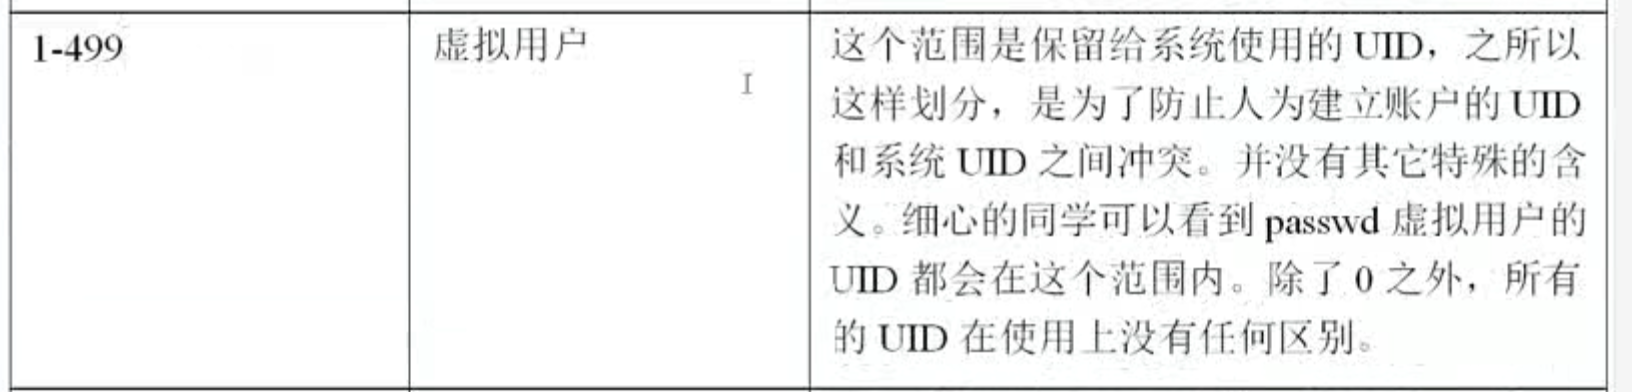 1-499
虚拟用户
这个范围是保留给系统使用的 UID，之所以
这样划分，是为了防止人为建立账户的 UID
和系统 UID 之间冲突。并没有其它特殊的含
义。细心的同学可以看到 passwd 虚拟用户的
UID 都会在这个范围内。除了 0 之外，所有
的 UID 在使用上没有任何区别。